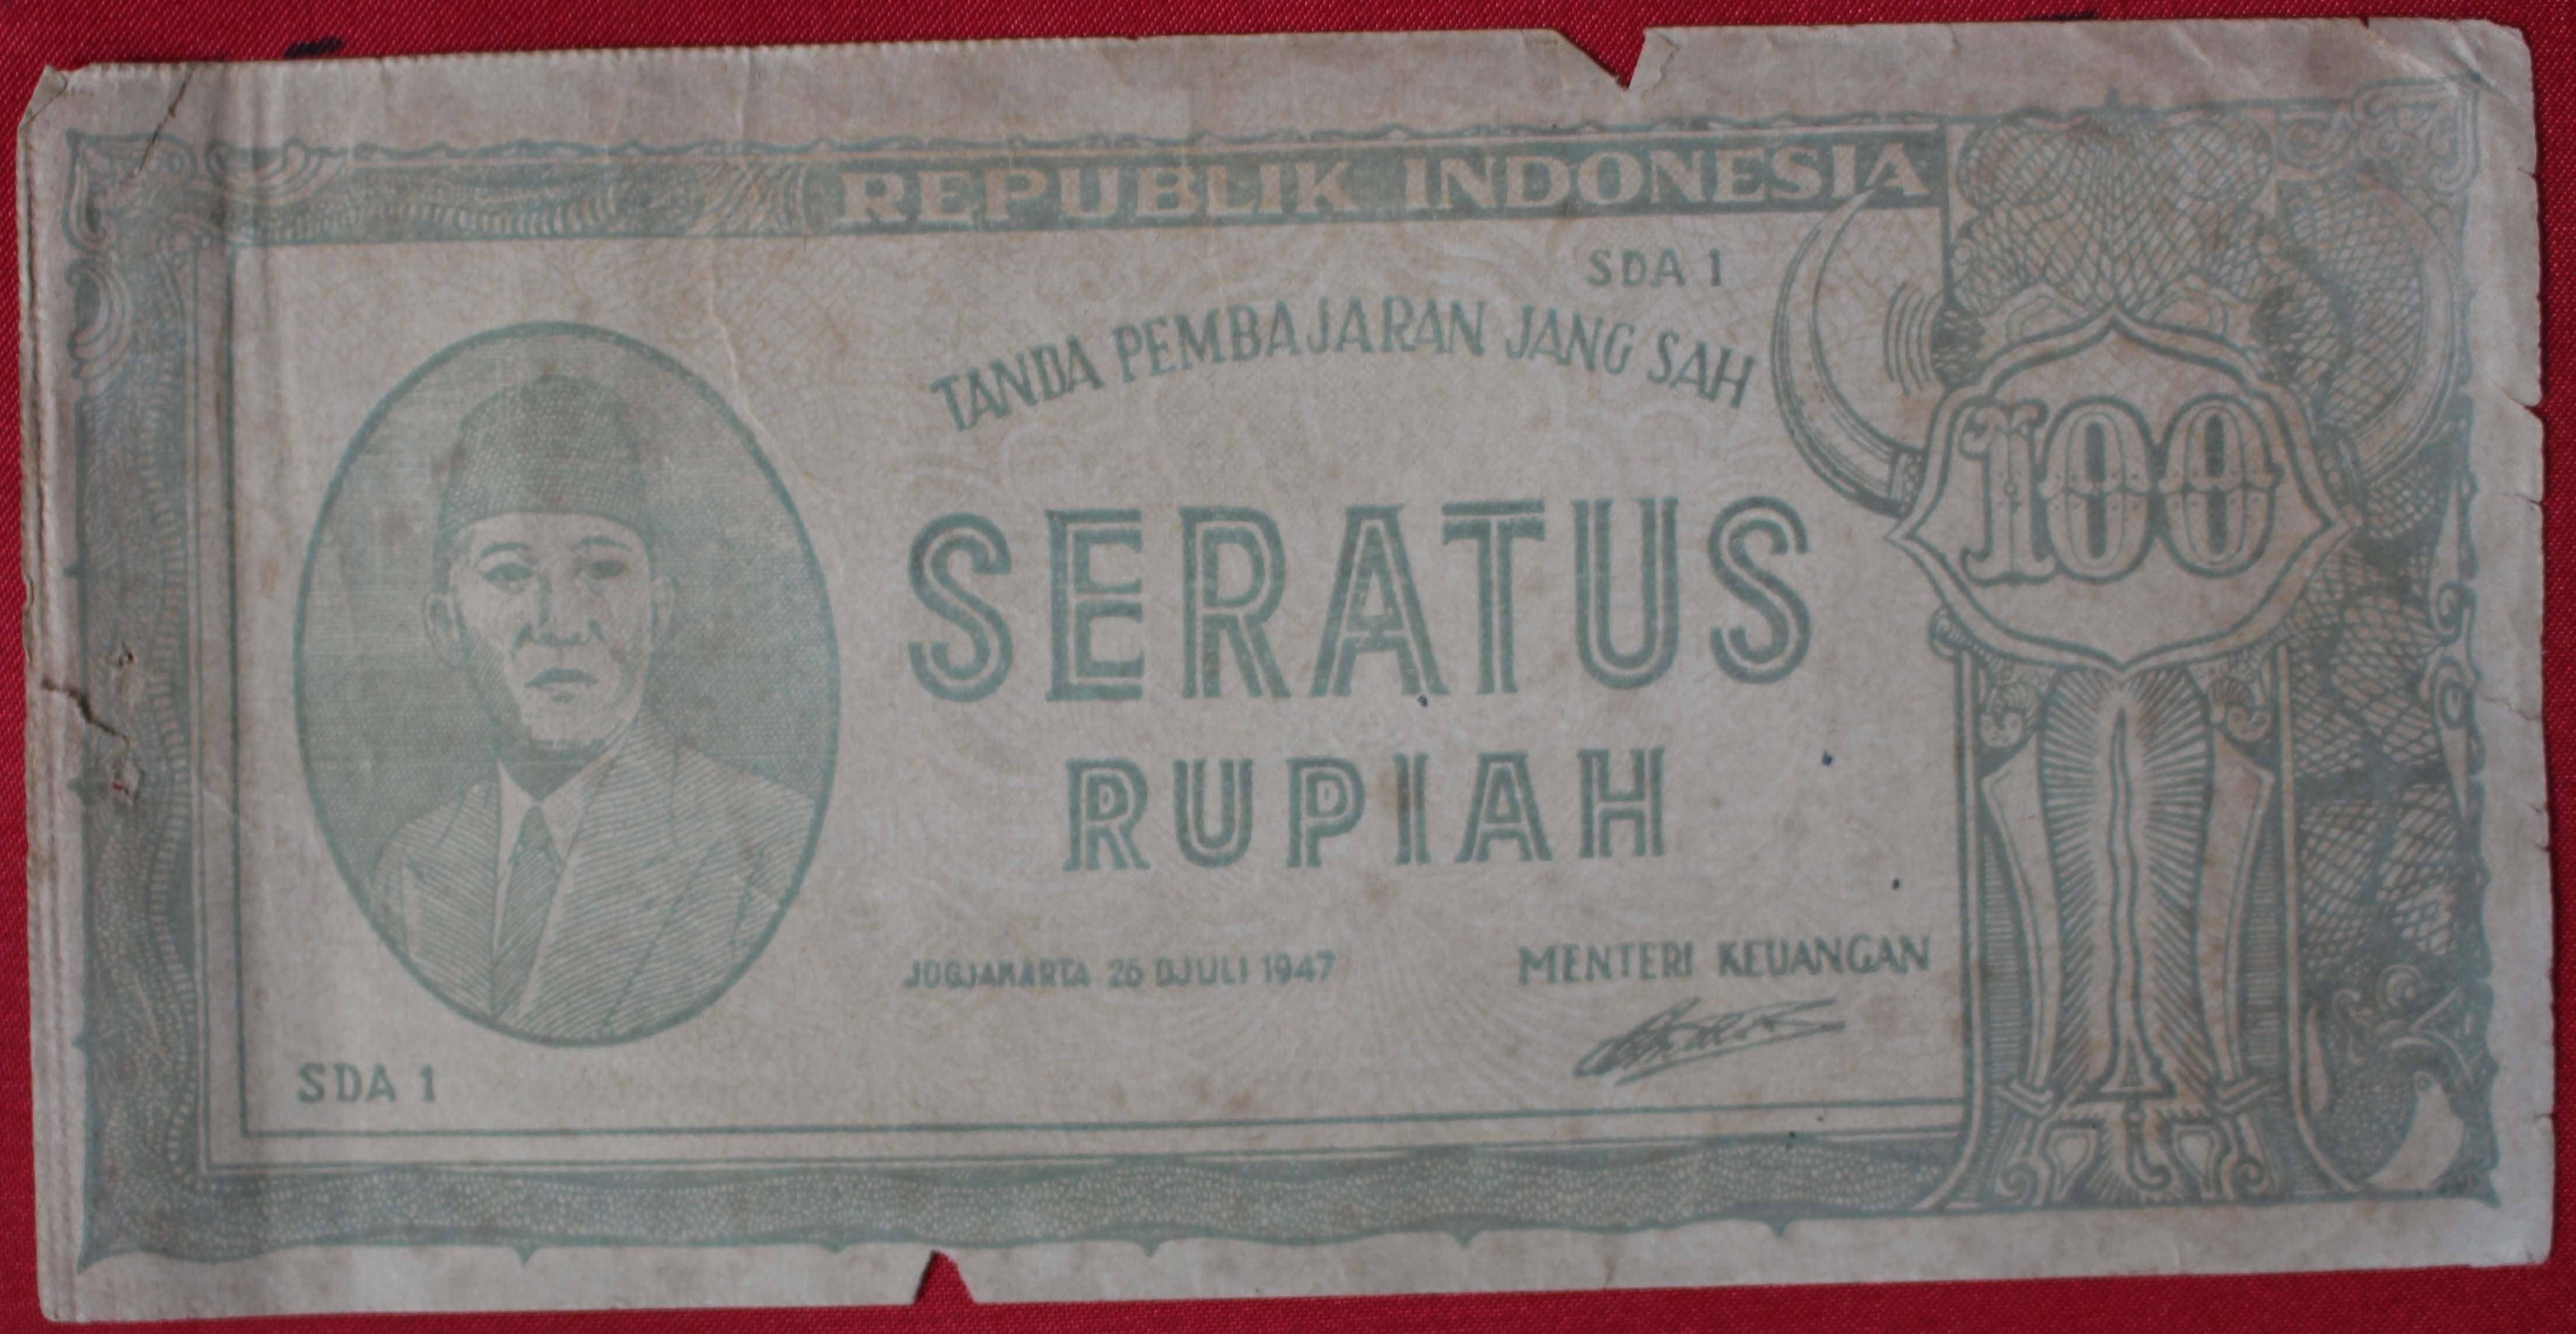 REPUBLIK INDONESIA
SDA 1
TANDA PEMBAJARAN JANG SAH
100
SERATUS
RUPIAH
JOGJAKARTA 26 DJULI 1947
MENTERI KEUANGAN
SDA 1